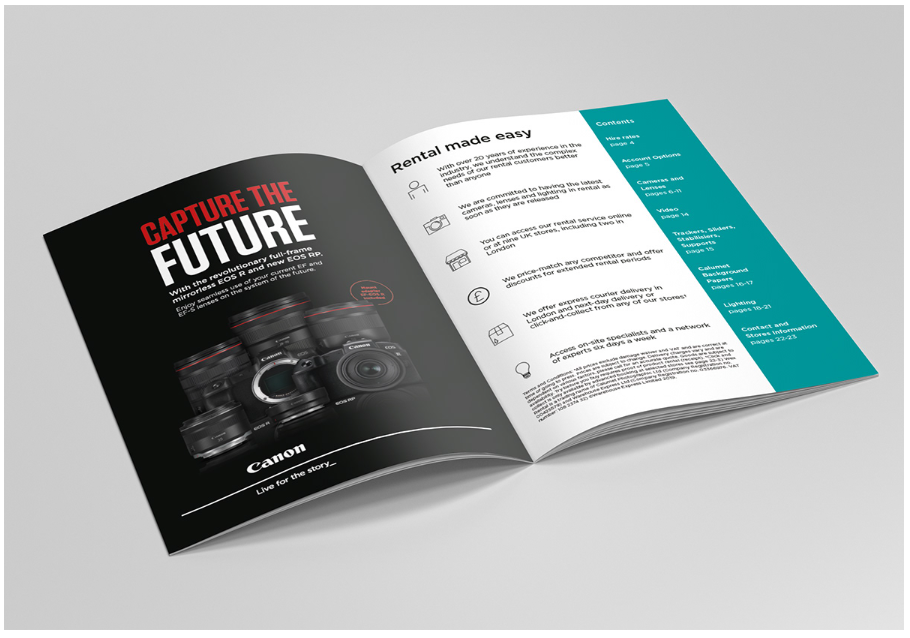 CAPTURE THE
FUTURE
With the revolutionary full-frame
mirrorless EOS R and new EOS RP.
Enjoy seamless use of your current EF and
EF-S lenses on the system of the future.
EOS R
EOS RP
Canon
Live for the story_
Rental made easy
With over 20 years of experience in the
industry, we understand the complex
needs of our rental customers better
than anyone
We are committed to having the latest
cameras, lenses and lighting in rental as
soon as they are released
You can access our rental service online
or at nine UK stores, including two in
London
We price-match any competitor and offer
discounts for extended rental periods
We offer express courier delivery in
London and next-day delivery or
click-and-collect from any of our stores*
Access on-site specialists and a network
of experts six days a week
Contents
Hire rates
page 4
Account Options
page 5
Cameras and
Lenses
pages 6-11
Video
page 14
Trackers, Sliders,
Stabilisiers,
Supports
page 15
Calumet
Background
Papers
pages 16-17
Lighting
pages 18-21
Contact and
Stores Information
pages 22-23